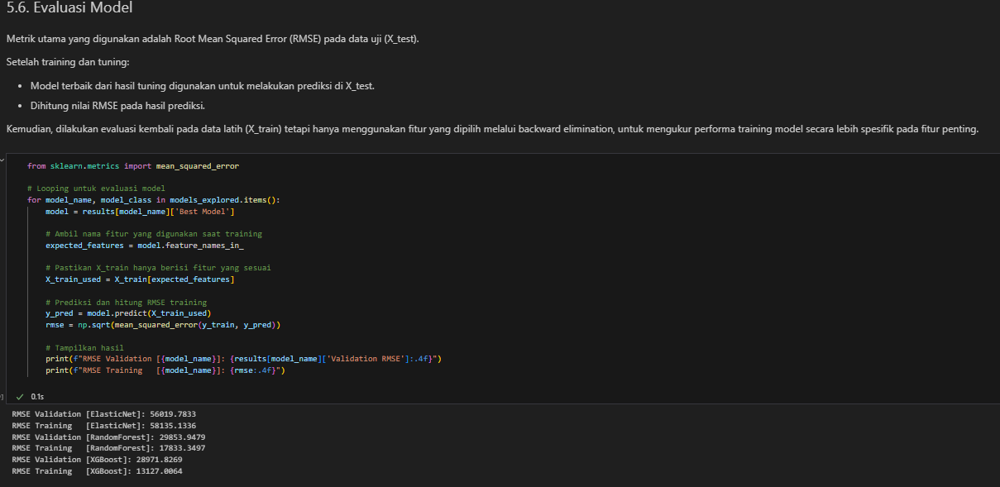 5.6. Evaluasi Model
Metrik utama yang digunakan adalah Root Mean Squared Error (RMSE) pada data uji (X_test).
Setelah training dan tuning:
• Model terbaik dari hasil tuning digunakan untuk melakukan prediksi di X_test.
• Dihitung nilai RMSE pada hasil prediksi.
Kemudian, dilakukan evaluasi kembali pada data latih (X_train) tetapi hanya menggunakan fitur yang dipilih melalui backward elimination, untuk mengukur performa training model secara lebih spesifik pada fitur penting.
from sklearn.metrics import mean_squared_error
# Looping untuk evaluasi model
for model_name, model_class in models_explored.items():
    model = results[model_name]['Best Model']
    # Ambil nama fitur yang digunakan saat training
    expected_features = model.feature_names_in_
    # Pastikan X_train hanya berisi fitur yang sesuai
    X_train_used = X_train[expected_features]
    # Prediksi dan hitung RMSE training
    y_pred = model.predict(X_train_used)
    rmse = np.sqrt(mean_squared_error(y_train, y_pred))
    # Tampilkan hasil
    print(f"RMSE Validation [{model_name}]: {results[model_name]['Validation RMSE']:.4f}")
    print(f"RMSE Training   [{model_name}]: {rmse:.4f}")
✓ 0.1s
RMSE Validation [ElasticNet]: 56019.7833
RMSE Training   [ElasticNet]: 58135.1336
RMSE Validation [RandomForest]: 29853.9479
RMSE Training   [RandomForest]: 17833.3497
RMSE Validation [XGBoost]: 28971.8269
RMSE Training   [XGBoost]: 13127.0064